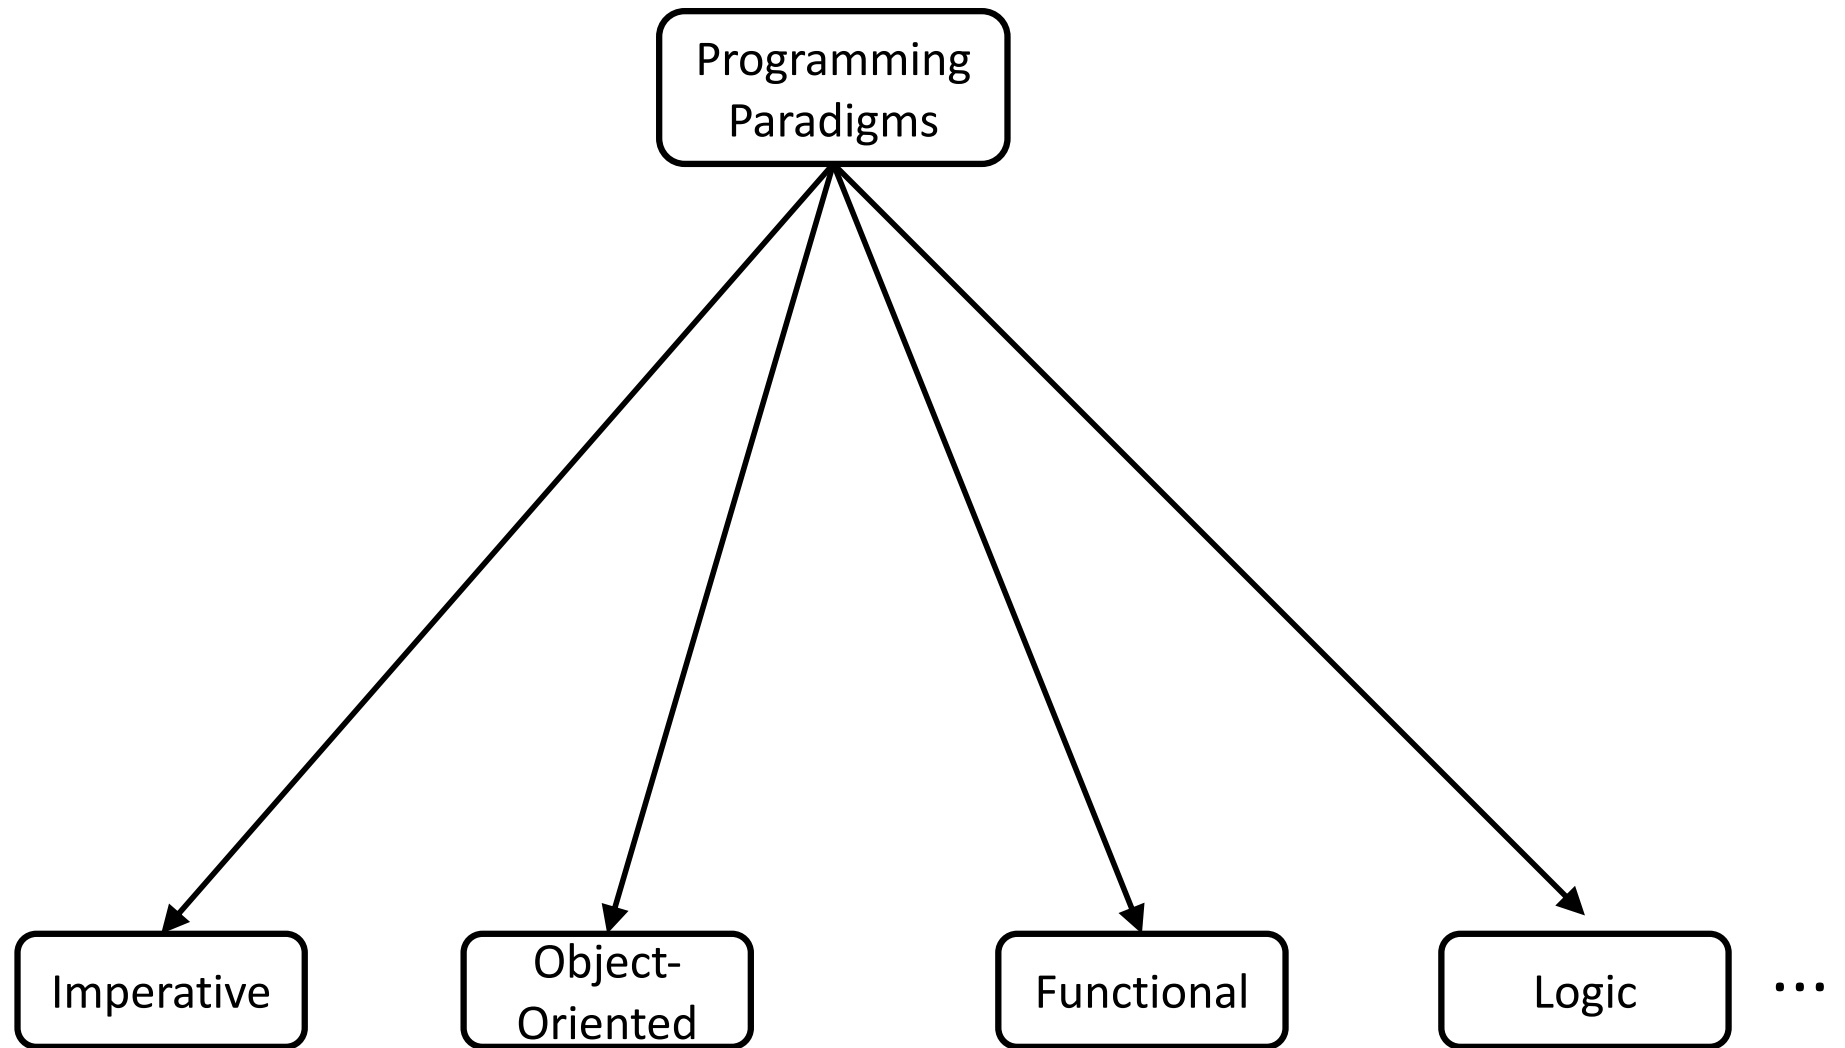 Programming
Paradigms
Imperative
Object-
Oriented
Functional
Logic
...